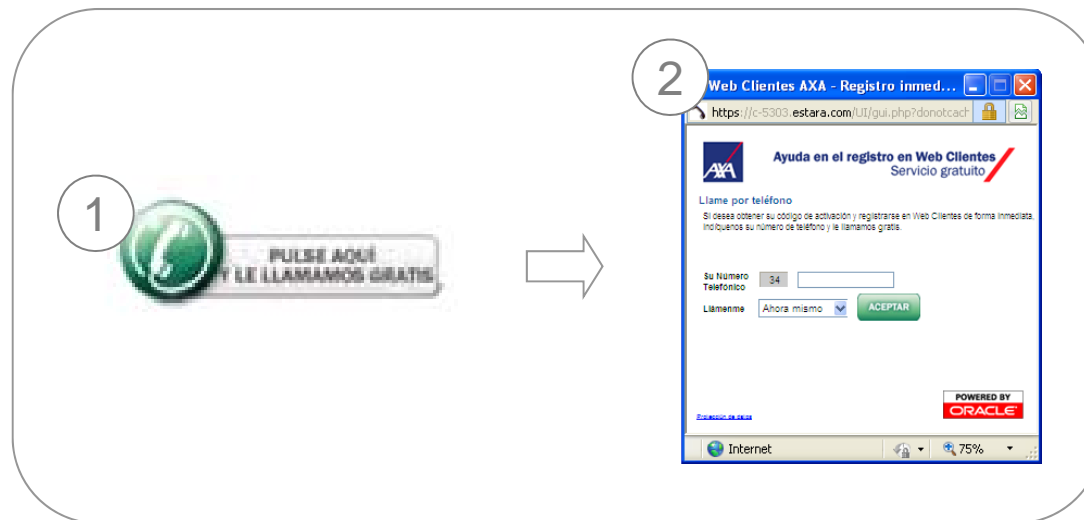 1
PULSE AQUÍ
Y LE LLAMAMOS GRATIS
2
Web Clientes AXA - Registro inmed...
https://c-5303.estara.com/UI/gui.php?donotcach
AXA
Ayuda en el registro en Web Clientes
Servicio gratuito
Llame por teléfono
Si desea obtener su código de activación y registrarse en Web Clientes de forma inmediata,
indíquenos su número de teléfono y le llamamos gratis.
Su Número
Telefónico
34
Llámenme
Ahora mismo
ACEPTAR
POWERED BY
ORACLE
Protección de datos
Internet
75%